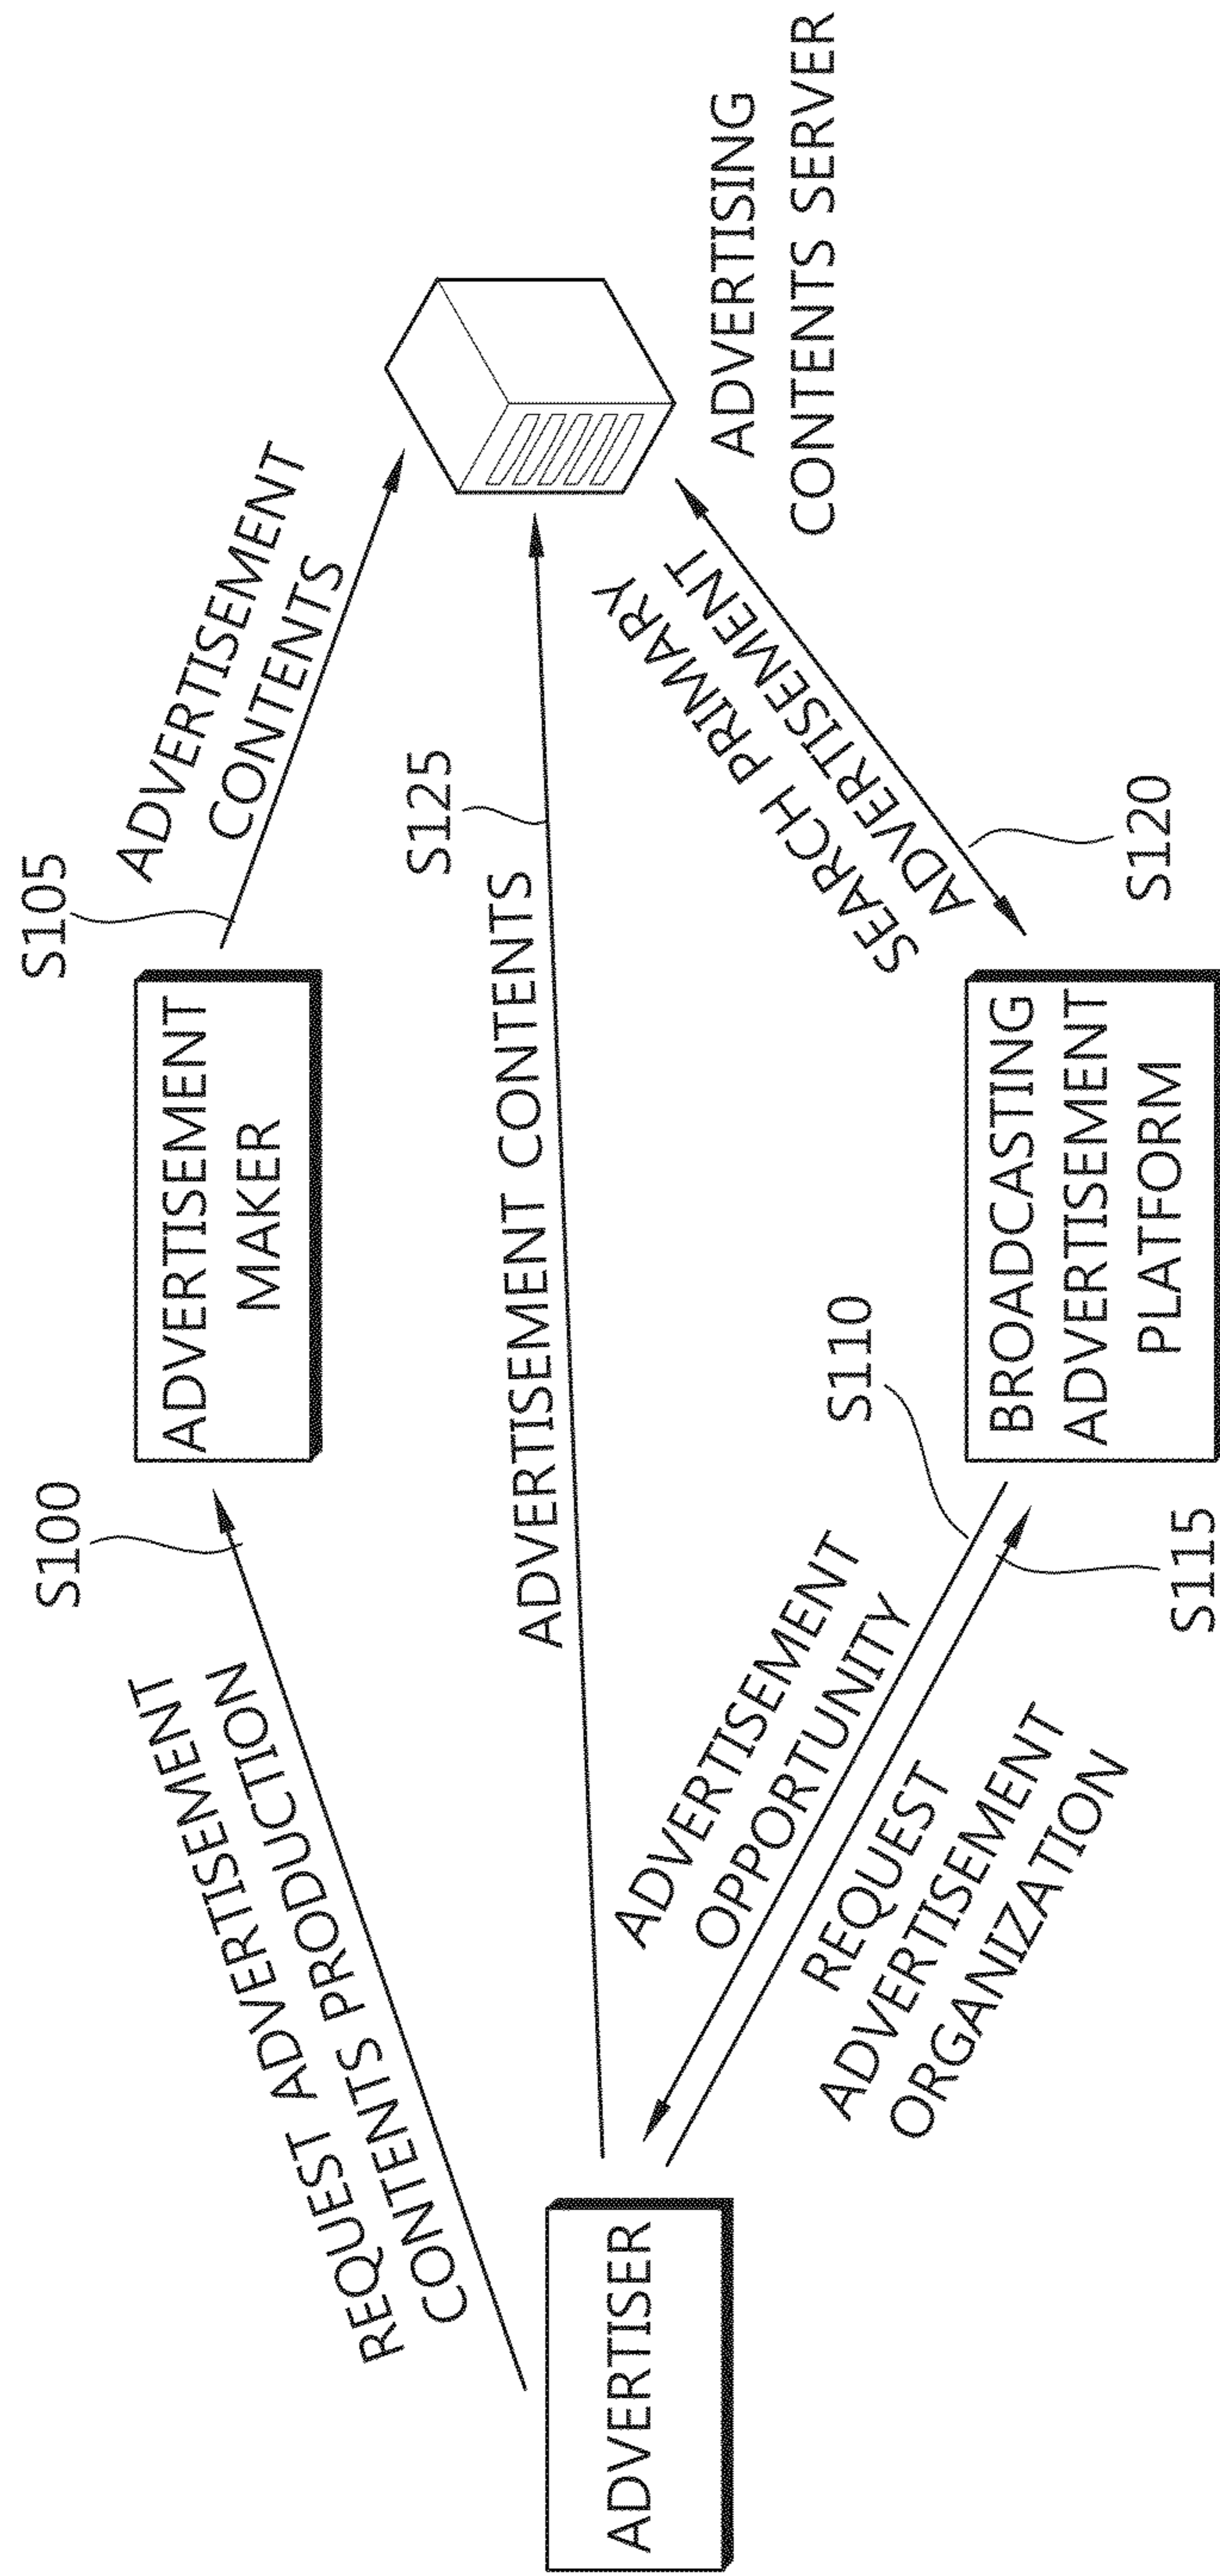 S100
REQUEST ADVERTISEMENT
CONTENTS PRODUCTION
ADVERTISEMENT
MAKER
S105
ADVERTISEMENT
CONTENTS
ADVERTISER
ADVERTISEMENT CONTENTS
S125
ADVERTISING
CONTENTS SERVER
ADVERTISEMENT
OPPORTUNITY
S110
REQUEST
ADVERTISEMENT
ORGANIZATION
S115
BROADCASTING
ADVERTISEMENT
PLATFORM
SEARCH PRIMARY
ADVERTISEMENT
S120